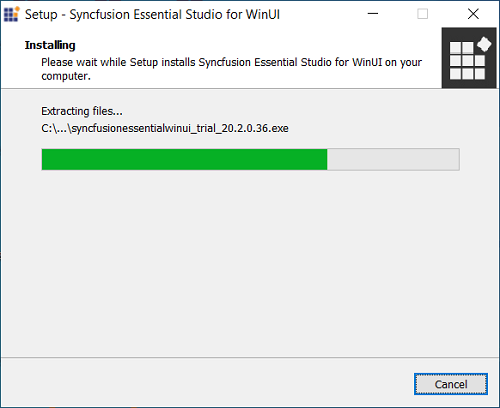 Setup - Syncfusion Essential Studio for WinUI
Installing
Please wait while Setup installs Syncfusion Essential Studio for WinUI on your
computer.
Extracting files...
C:\...\syncfusionessentialwinui_trial_20.2.0.36.exe
Cancel